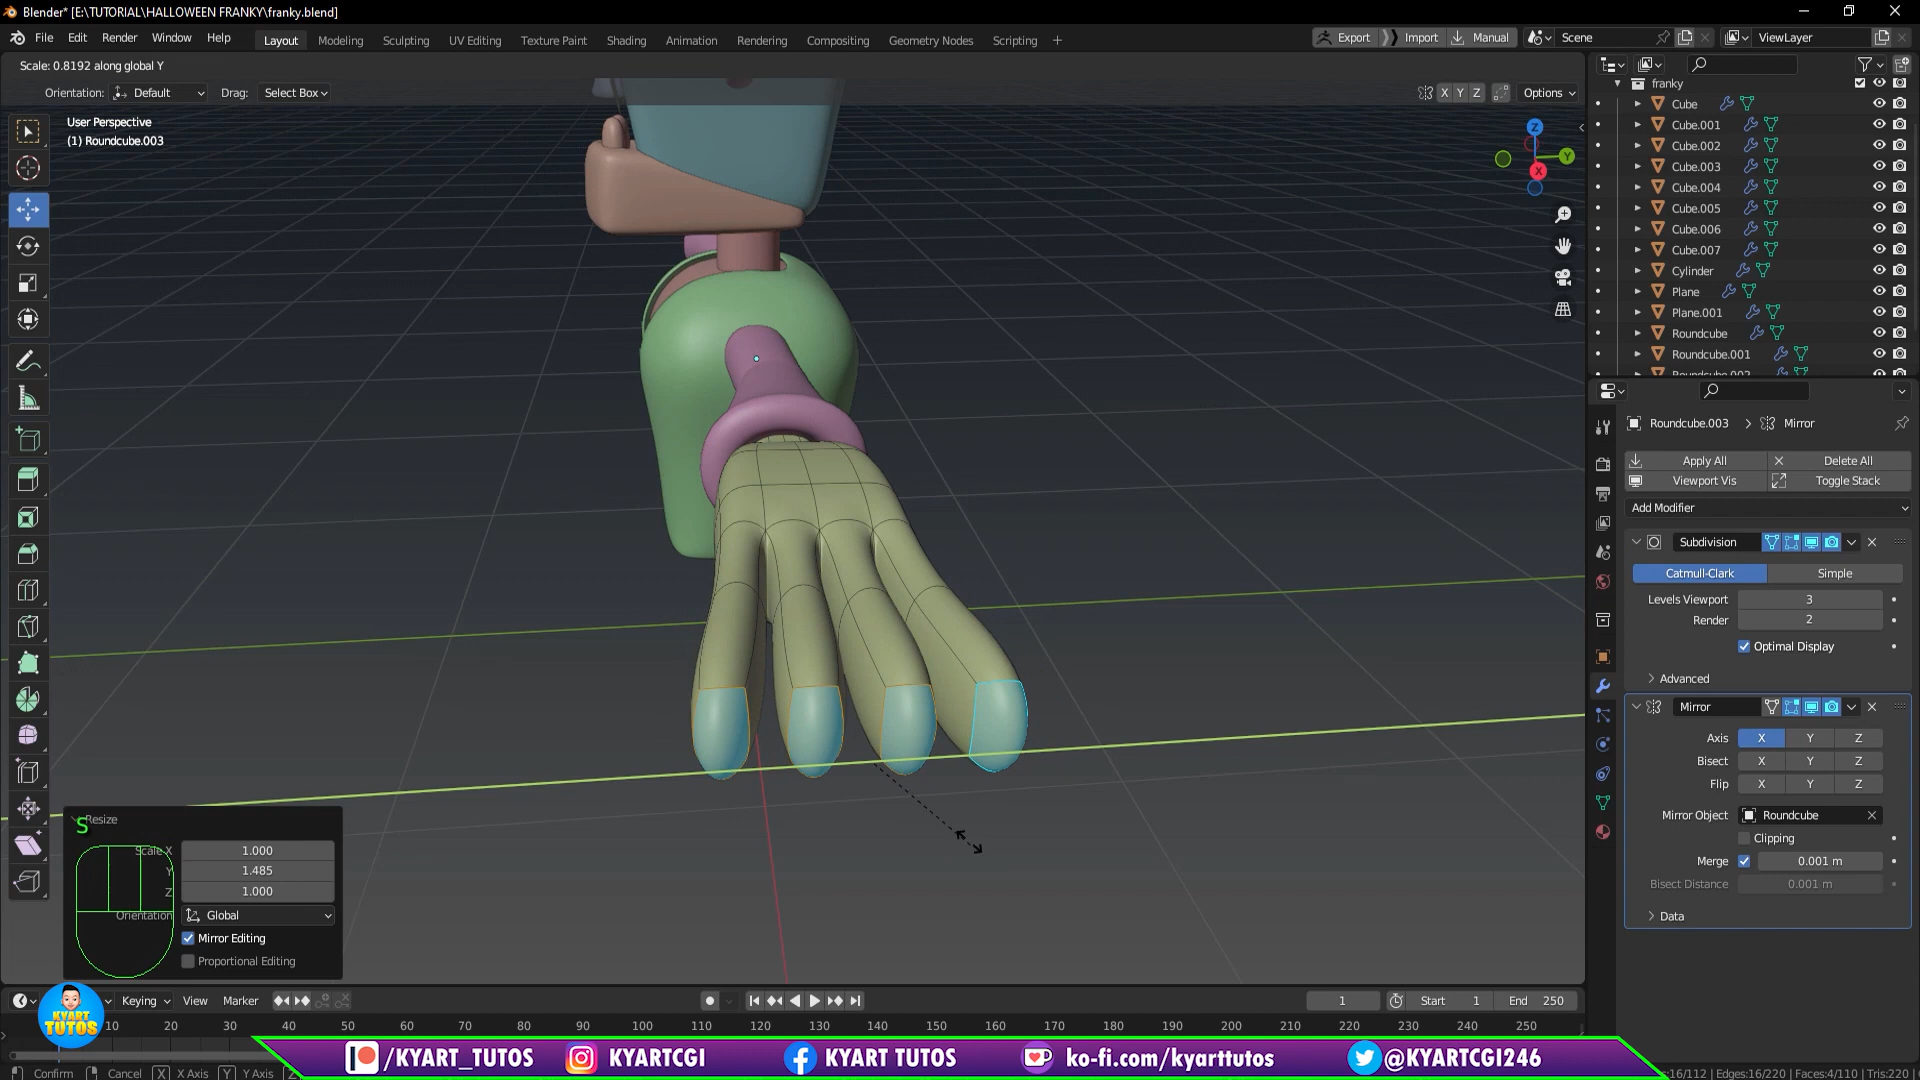 Blender* [E:\TUTORIAL\HALLOWEEN FRANKY\franky.blend]
File Edit Render Window Help
Layout Modeling Sculpting UV Editing Texture Paint Shading Animation Rendering Compositing Geometry Nodes Scripting +
Export Import Manual Scene ViewLayer
Scale: 0.8192 along global Y
Orientation: Default Drag: Select Box X Y Z Options
User Perspective
(1) Roundcube.003
Z
Y
X
franky
Cube
Cube.001
Cube.002
Cube.003
Cube.004
Cube.005
Cube.006
Cube.007
Cylinder
Plane
Plane.001
Roundcube
Roundcube.001
Roundcube.002
Roundcube.003 > Mirror
Apply All Delete All
Viewport Vis Toggle Stack
Add Modifier
Subdivision
Catmull-Clark Simple
Levels Viewport 3
Render 2
Optimal Display
Advanced
Mirror
Axis X Y Z
Bisect X Y Z
Flip X Y Z
Mirror Object Roundcube
Clipping
Merge 0.001 m
Bisect Distance 0.001 m
Data
Resize
S
Scale X 1.000
Y 1.485
Z 1.000
Orientation Global
Mirror Editing
Proportional Editing
Keying View Marker 1 Start 1 End 250
10 20 30 40 50 60 70 80 90 100 110 120 130 140 150 160 170 180 190 200 210 220 230 240 250
KYART
TUTOS
/KYART_TUTOS KYARTCGI KYART TUTOS ko-fi.com/kyarttutos @KYARTCGI246
Confirm Cancel X X Axis Y Y Axis
:16/112 | Edges:16/220 | Faces:4/110 | Tris:220